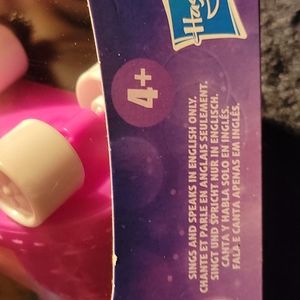 Has
4+
SINGS AND SPEAKS IN ENGLISH ONLY.
CHANTE ET PARLE EN ANGLAIS SEULEMENT.
SINGT UND SPRICHT NUR IN ENGLISCH.
CANTA Y HABLA SOLO EN INGLÉS.
FALA E CANTA APENAS EM INGLÊS.